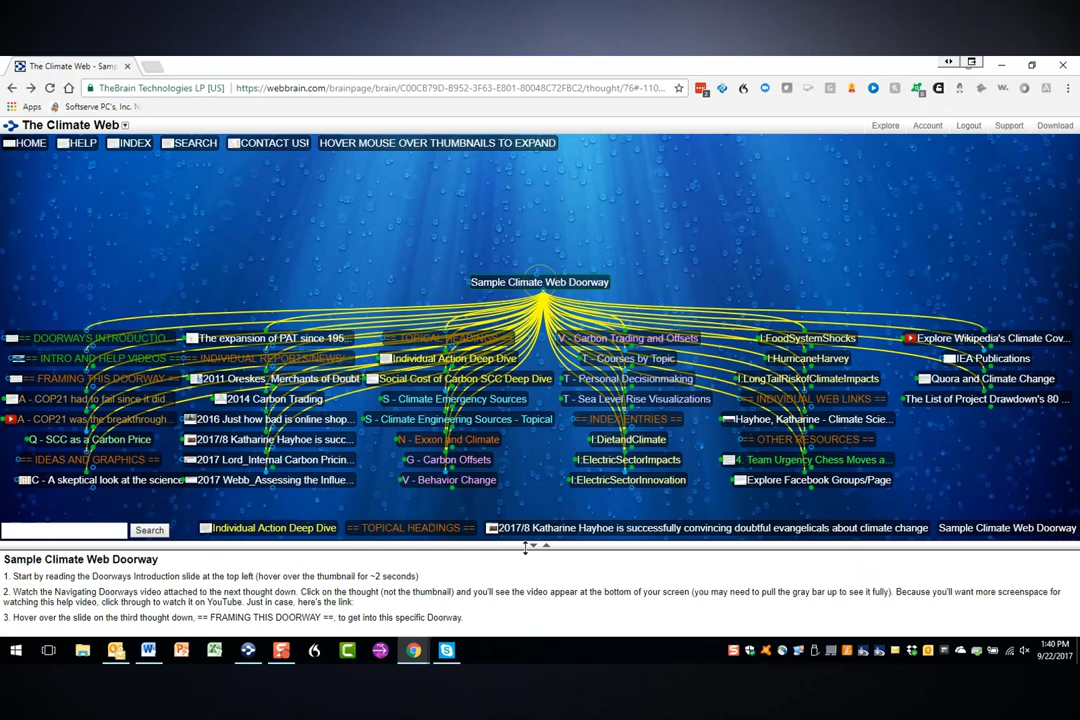 The Climate Web - Samp
TheBrain Technologies LP [US] https://webbrain.com/brainpage/brain/C00CB79D-B952-3F63-E801-80048C72FBC2/thought/76#-110...
Apps Softserve PC's, Inc.
The Climate Web
Explore Account Logout Support Download
HOME HELP INDEX SEARCH CONTACT US! HOVER MOUSE OVER THUMBNAILS TO EXPAND
Sample Climate Web Doorway
== DOORWAYS INTRODUCTIO... The expansion of PAT since 195... == TOPICAL HEADINGS == V - Carbon Trading and Offsets I:FoodSystemShocks Explore Wikipedia's Climate Cov...
== INTRO AND HELP VIDEOS == == INDIVIDUAL REPORTS/NEWS/... Individual Action Deep Dive T - Courses by Topic I:HurricaneHarvey IEA Publications
== FRAMING THIS DOORWAY == 2011 Oreskes, Merchants of Doubt Social Cost of Carbon SCC Deep Dive T - Personal Decisionmaking I:LongTailRiskofClimateImpacts Quora and Climate Change
A - COP21 had to fail since it did... 2014 Carbon Trading S - Climate Emergency Sources T - Sea Level Rise Visualizations == INDIVIDUAL WEB LINKS == The List of Project Drawdown's 80 ...
A - COP21 was the breakthrough... 2016 Just how bad is online shop... S - Climate Engineering Sources - Topical == INDEX ENTRIES == Hayhoe, Katharine - Climate Scie...
Q - SCC as a Carbon Price 2017/8 Katharine Hayhoe is succ... N - Exxon and Climate I:DietandClimate == OTHER RESOURCES ==
== IDEAS AND GRAPHICS == 2017 Lord_Internal Carbon Pricin... G - Carbon Offsets I:ElectricSectorImpacts 4. Team Urgency Chess Moves a...
C - A skeptical look at the science 2017 Webb_Assessing the Influe... V - Behavior Change I:ElectricSectorInnovation Explore Facebook Groups/Page
Search Individual Action Deep Dive == TOPICAL HEADINGS == 2017/8 Katharine Hayhoe is successfully convincing doubtful evangelicals about climate change Sample Climate Web Doorway
Sample Climate Web Doorway
1. Start by reading the Doorways Introduction slide at the top left (hover over the thumbnail for ~2 seconds)
2. Watch the Navigating Doorways video attached to the next thought down. Click on the thought (not the thumbnail) and you'll see the video appear at the bottom of your screen (you may need to pull the gray bar up to see it fully). Because you'll want more screenspace for
watching this help video, click through to watch it on YouTube. Just in case, here's the link:
3. Hover over the slide on the third thought down, == FRAMING THIS DOORWAY ==, to get into this specific Doorway.
1:40 PM
9/22/2017